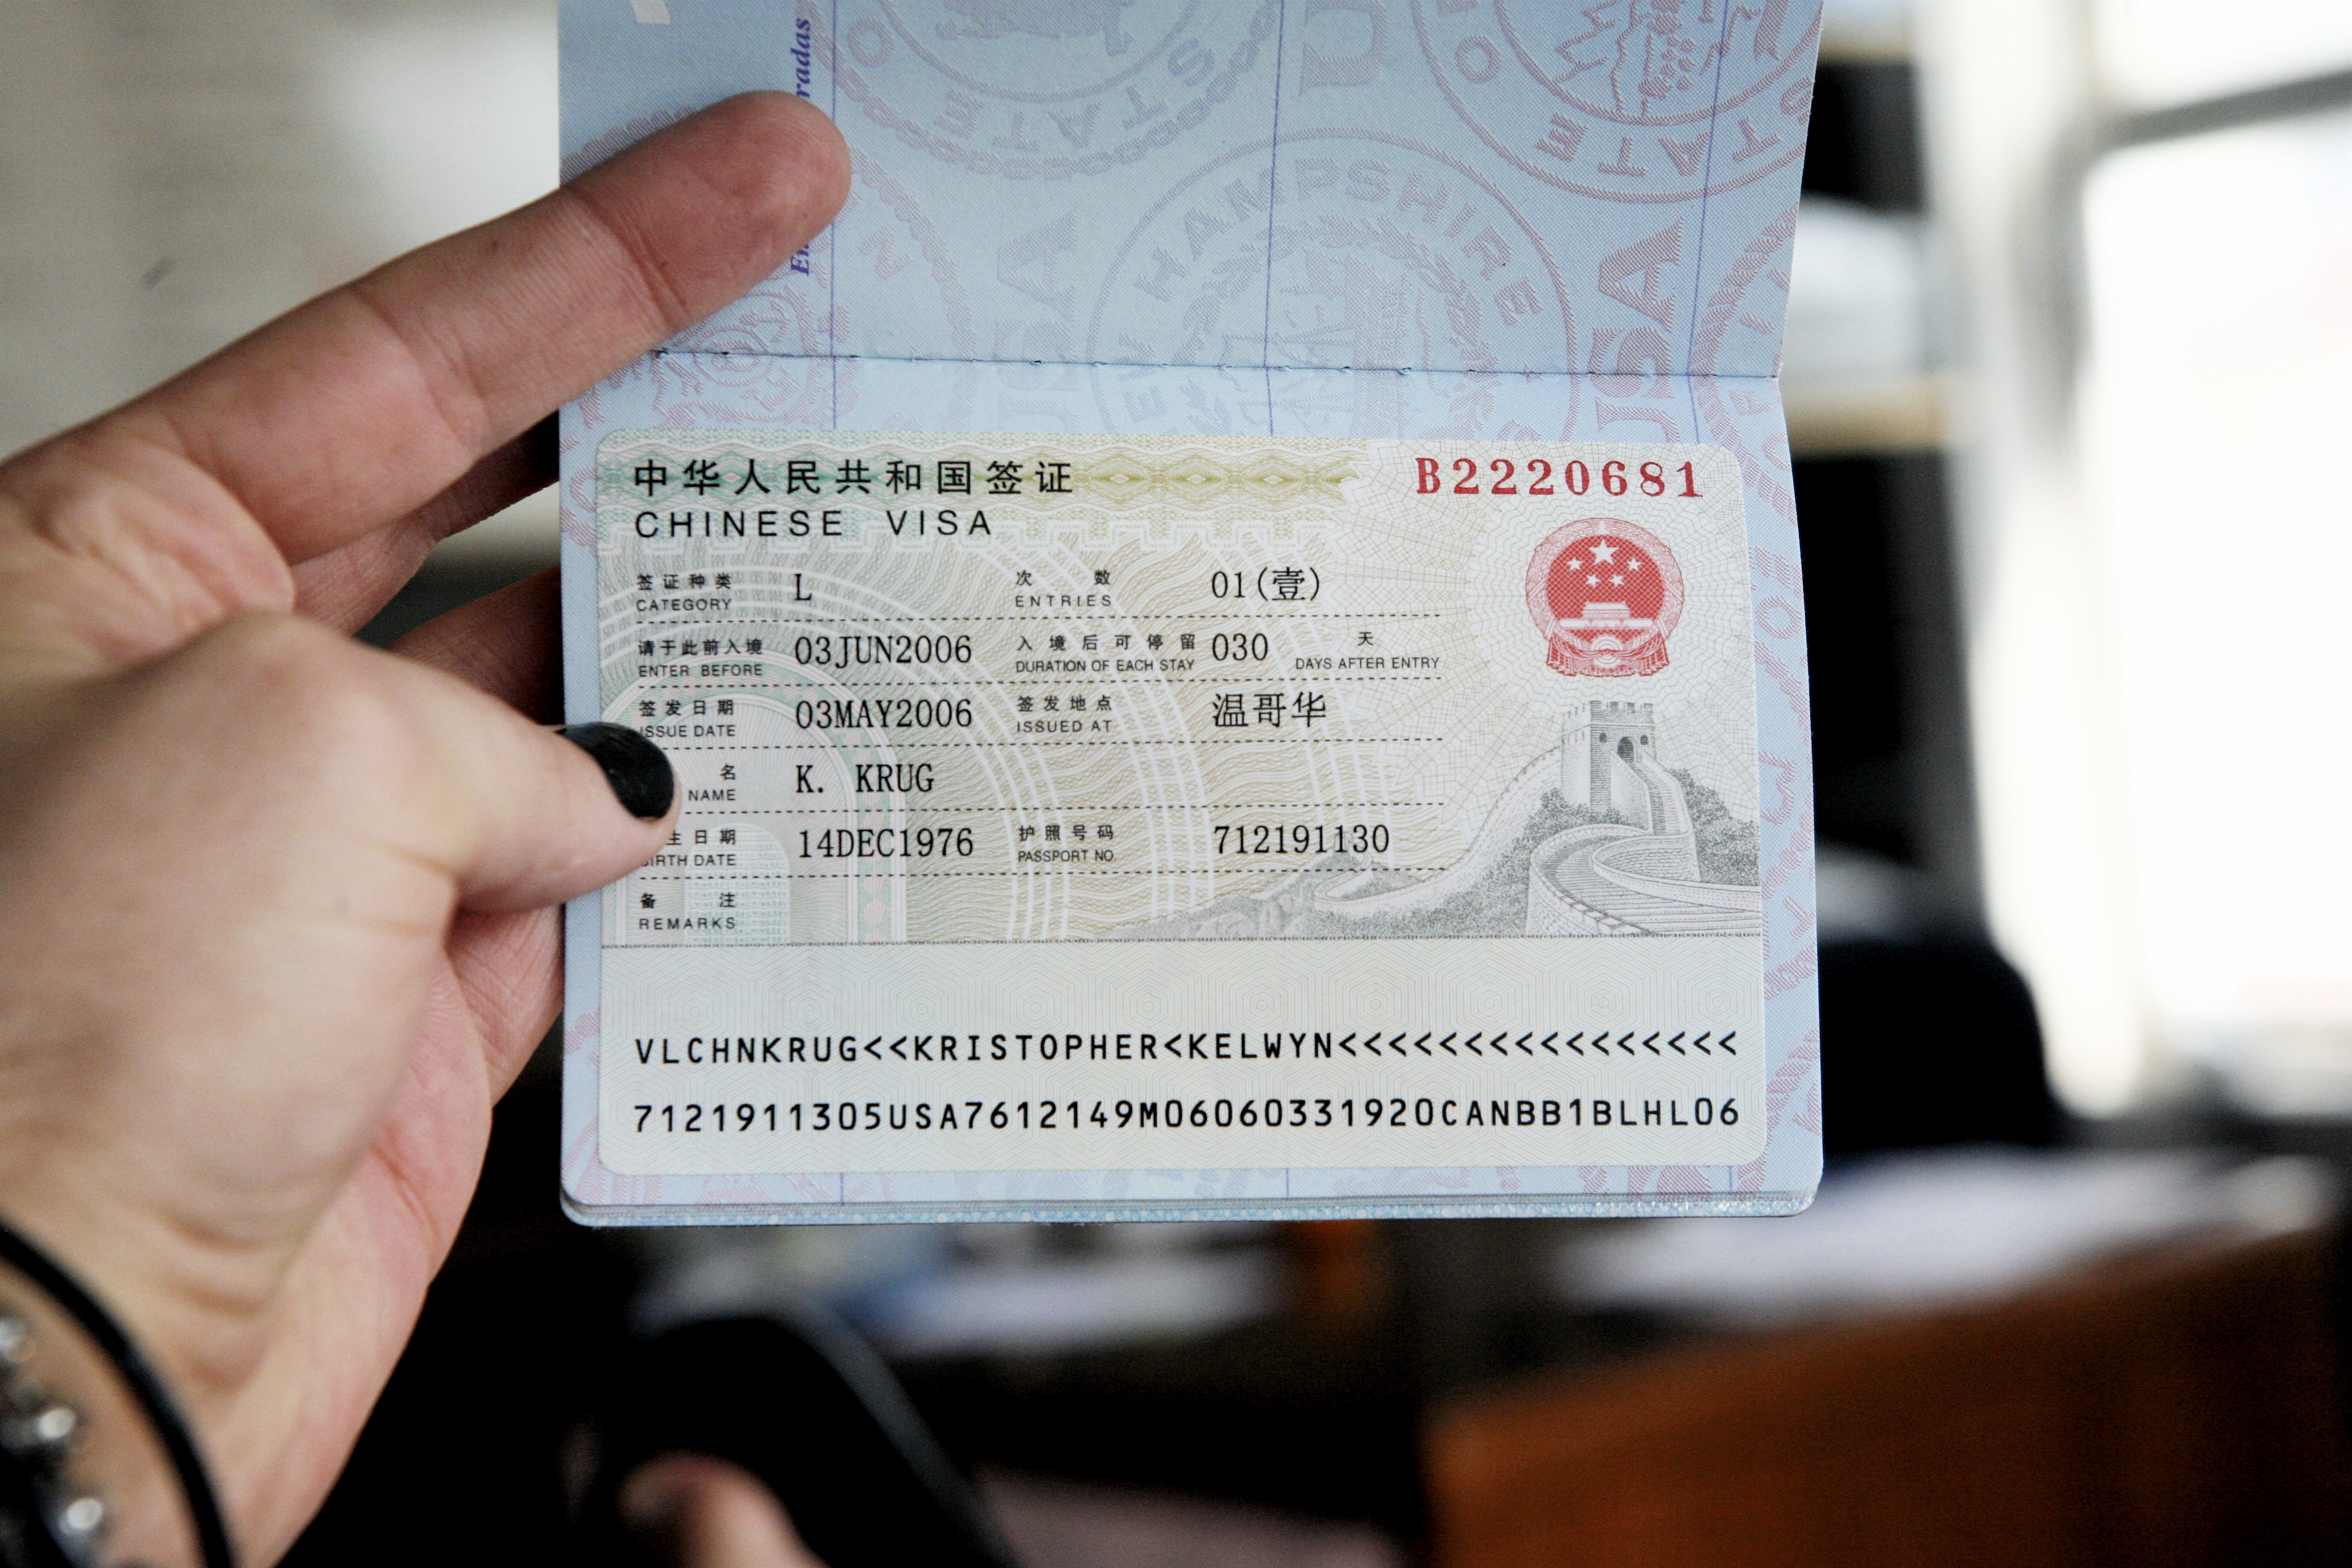 radas
STATE
STATE
HAMPSHIRE
USA
USA
中华人民共和国签证
B2220681
CHINESE VISA
签证种类 L 次数 01(壹)
CATEGORY ENTRIES
请于此前入境 03JUN2006 入境后可停留 030 天
ENTER BEFORE DURATION OF EACH STAY DAYS AFTER ENTRY
签发日期 03MAY2006 签发地点 温哥华
ISSUE DATE ISSUED AT
名 K. KRUG
NAME
生日期 14DEC1976 护照号码 712191130
BIRTH DATE PASSPORT NO.
备注
REMARKS
VLCHNKRUG<<KRISTOPHER<KELWYN<<<<<<<<<<<<<<<<
7121911305USA7612149M06060331920CANBB1BLHL06